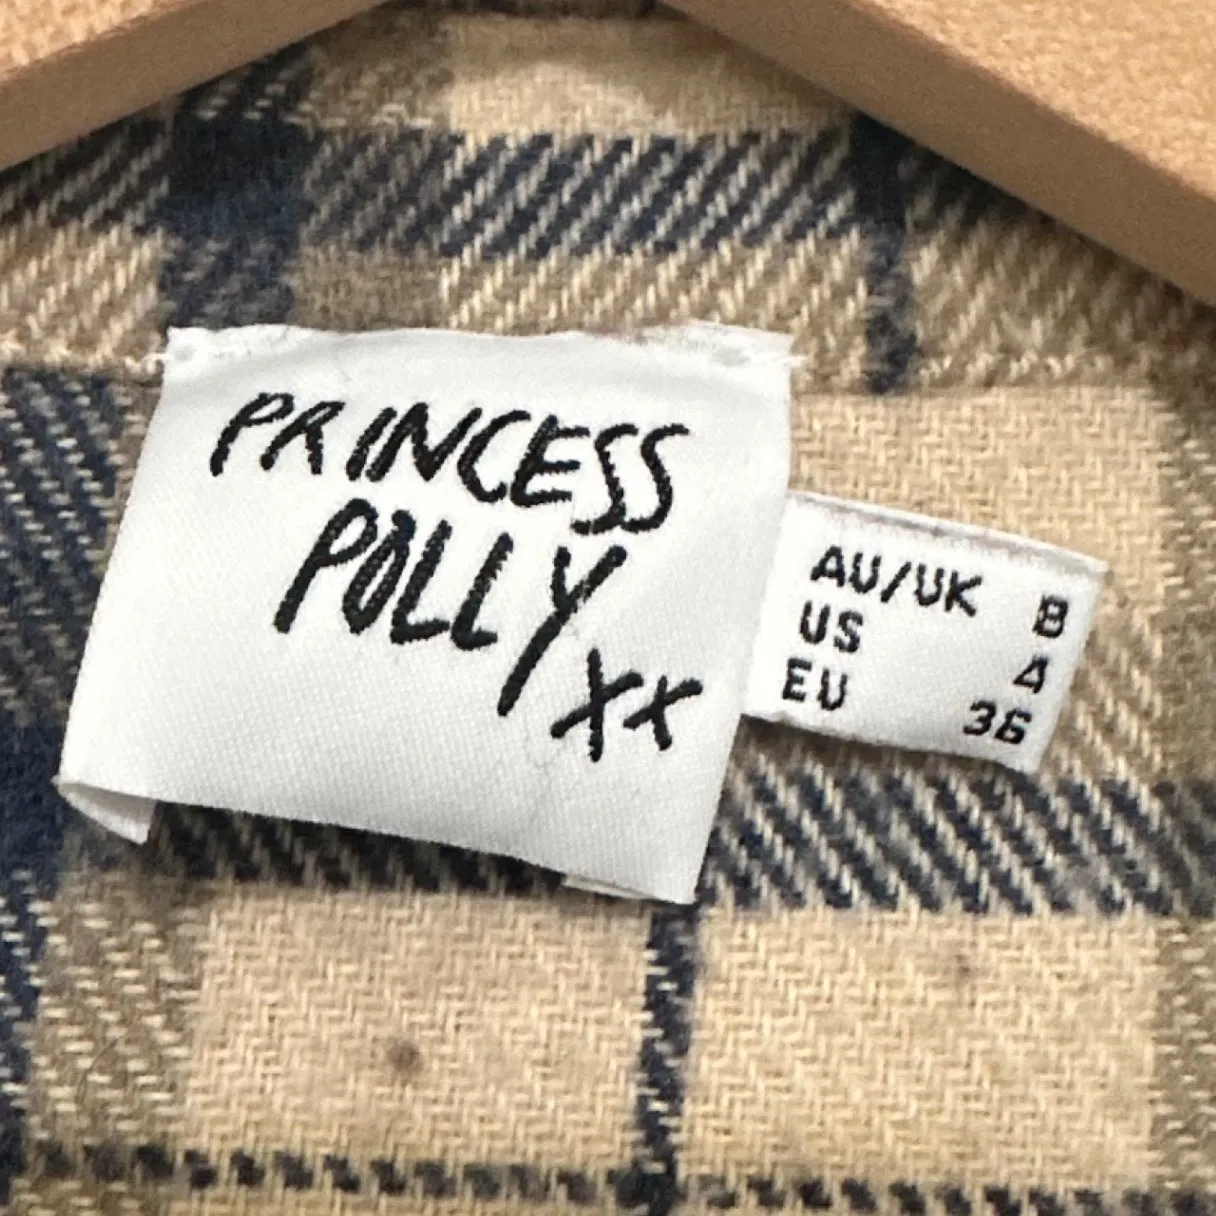 PRINCESS
POLLY
xx
AU/UK 8
US 4
EU 36